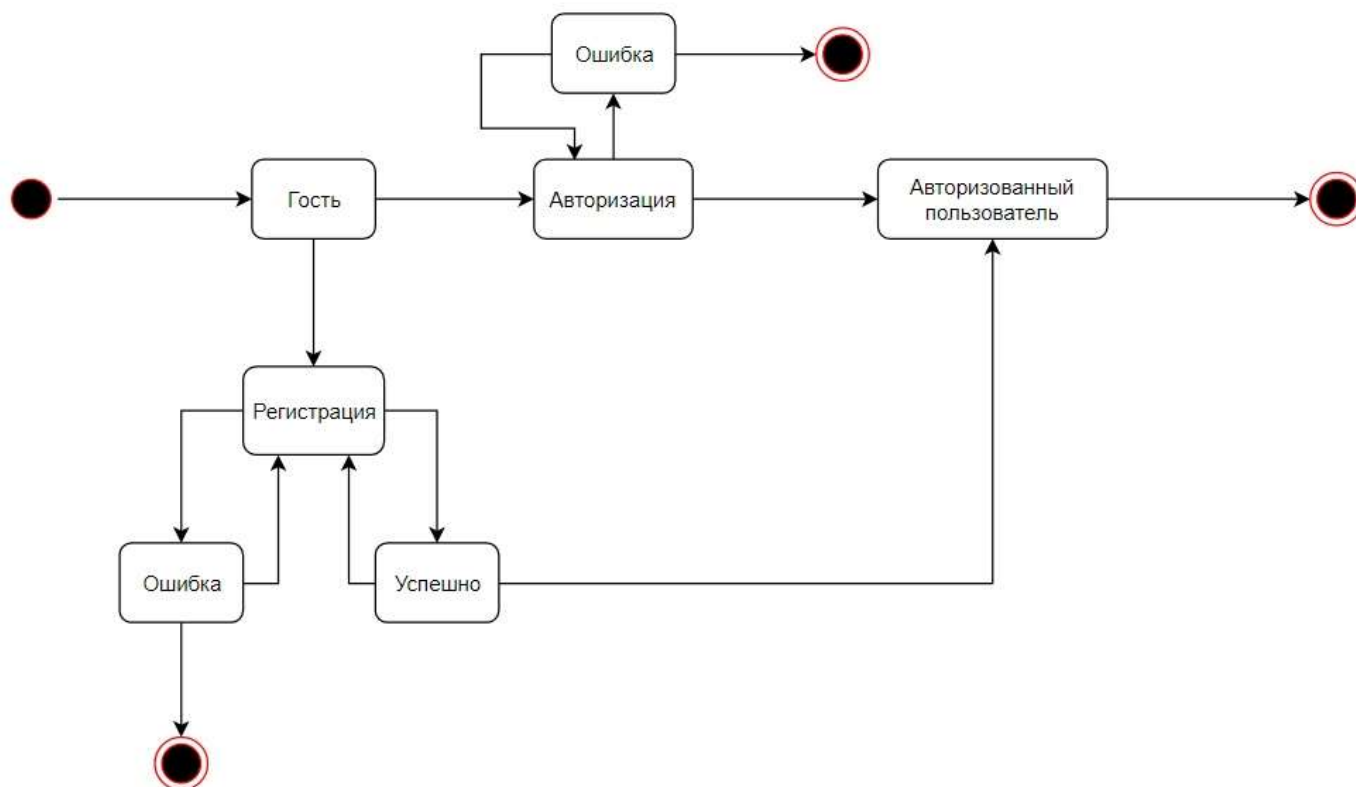 Ошибка
Гость
Авторизация
Авторизованный
пользователь
Регистрация
Ошибка
Успешно